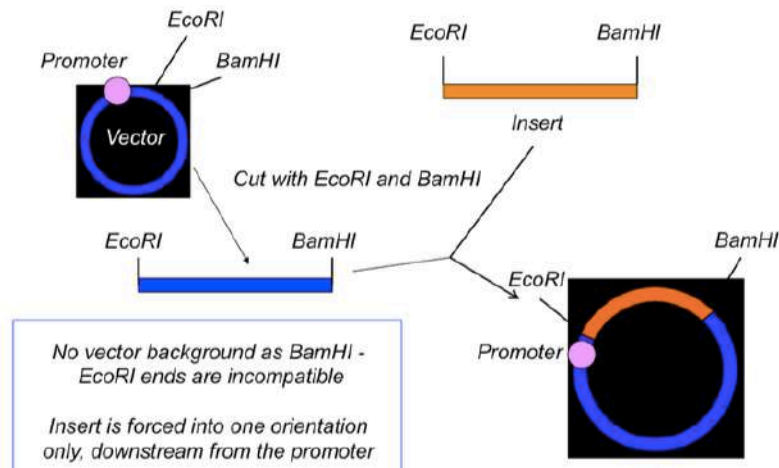 EcoRI
Promoter
BamHI
Vector
EcoRI
BamHI
Insert
Cut with EcoRI and BamHI
EcoRI
BamHI
BamHI
EcoRI
Promoter
No vector background as BamHI -
EcoRI ends are incompatible
Insert is forced into one orientation
only, downstream from the promoter